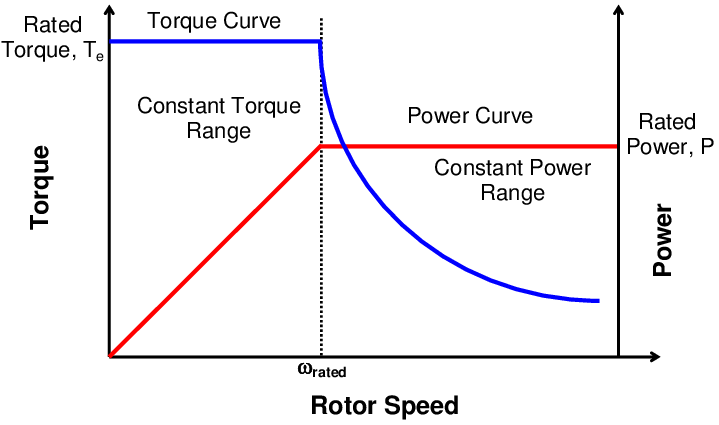 Rated
Torque, Te
Torque Curve
Constant Torque
Range
Power Curve
Rated
Power, P
Constant Power
Range
Torque
Power
ωrated
Rotor Speed